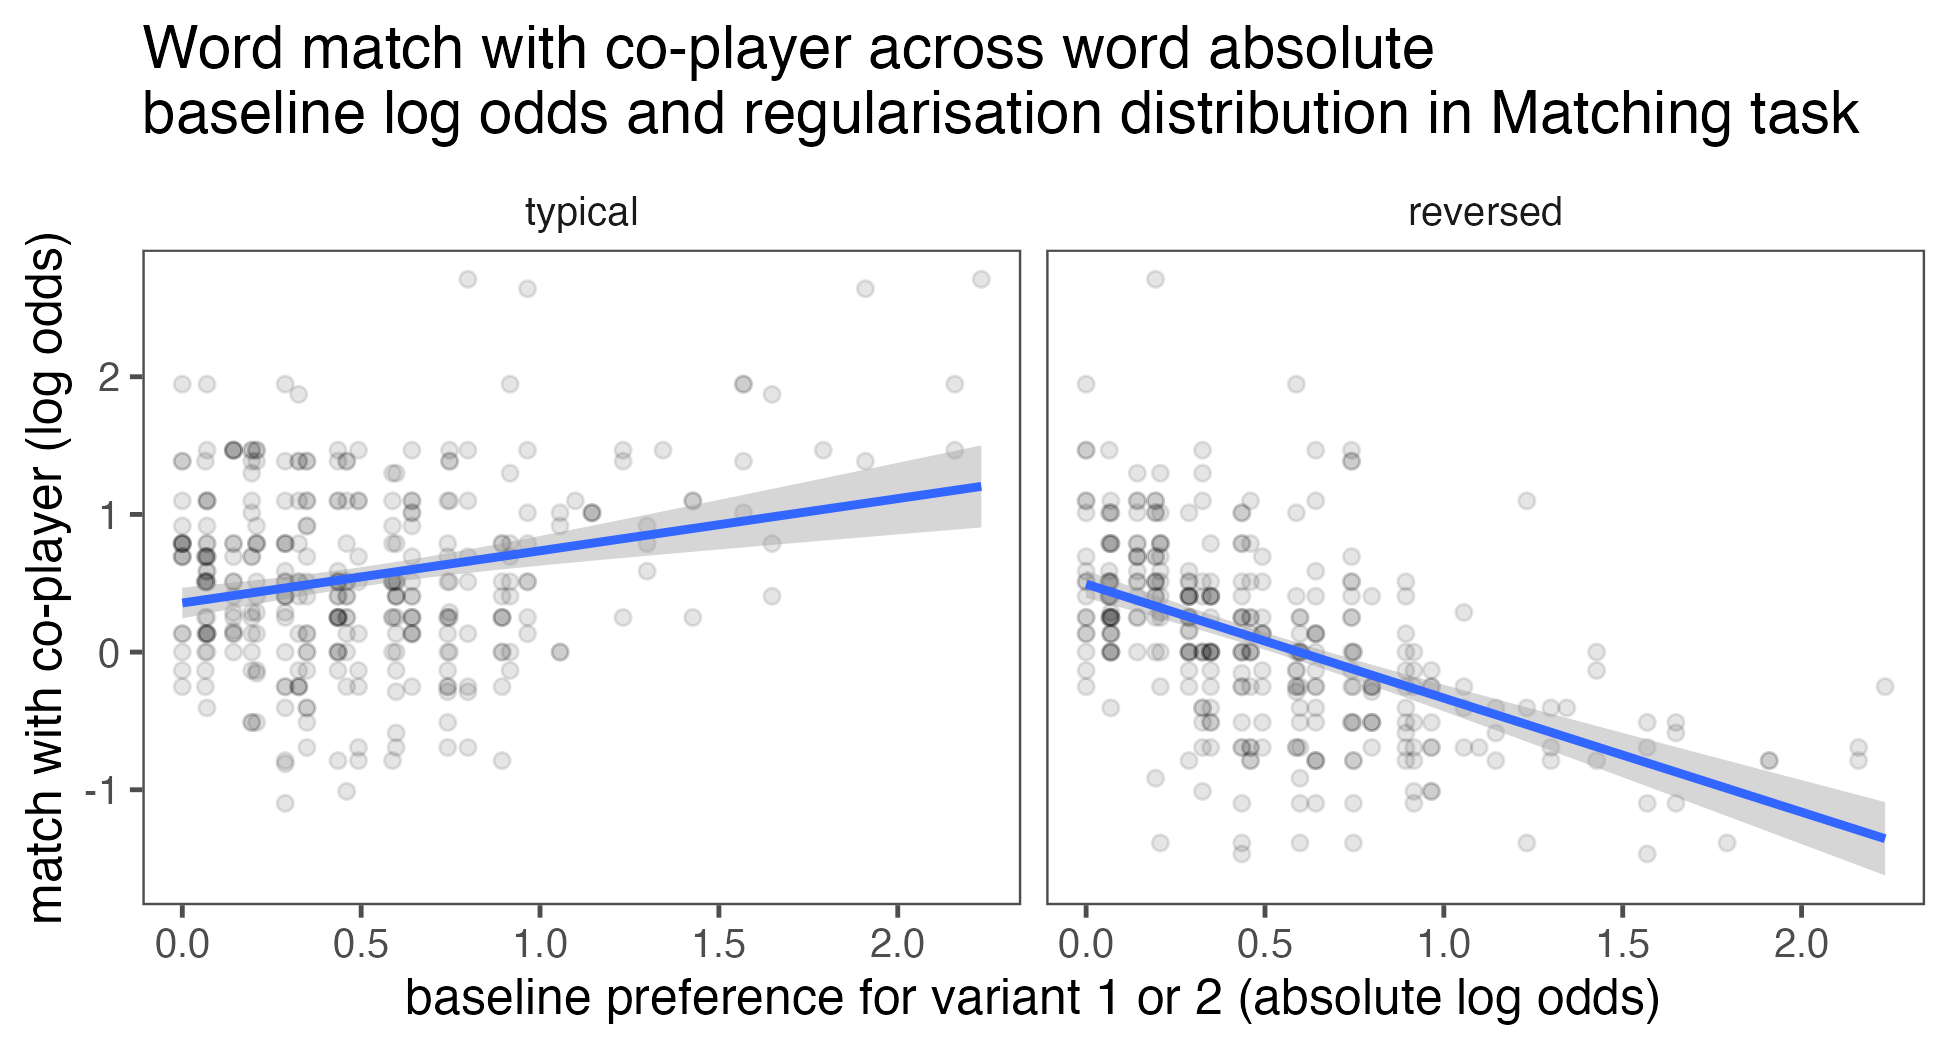 Word match with co-player across word absolute
baseline log odds and regularisation distribution in Matching task
typical
reversed
match with co-player (log odds)
2
1
0
-1
0.0 0.5 1.0 1.5 2.0
0.0 0.5 1.0 1.5 2.0
baseline preference for variant 1 or 2 (absolute log odds)